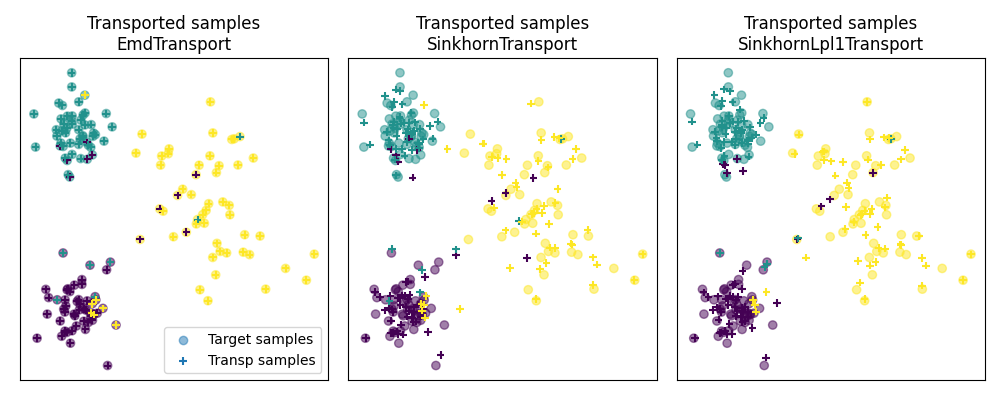 Transported samples
EmdTransport
Transported samples
SinkhornTransport
Transported samples
SinkhornLpl1Transport
Target samples
Transp samples